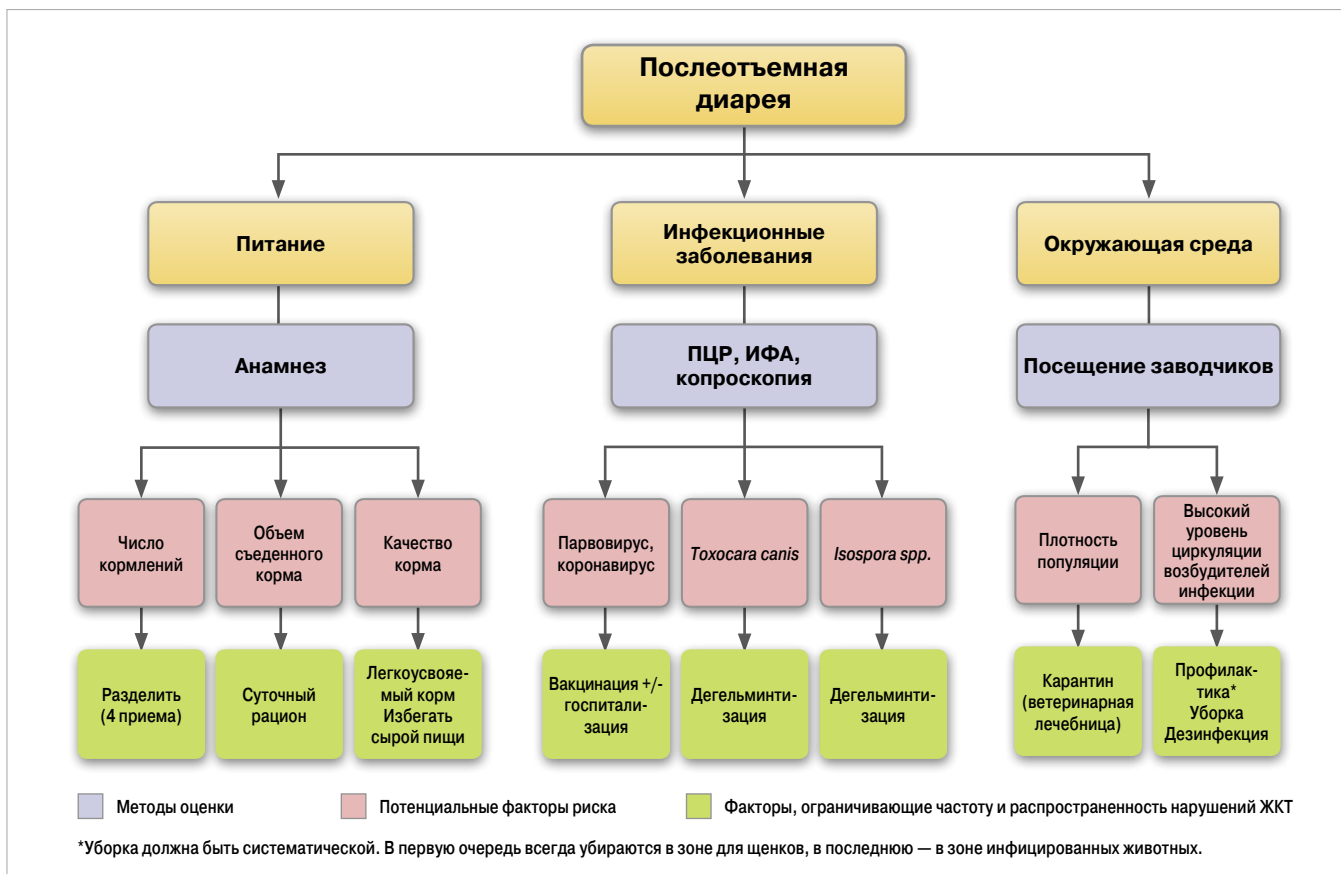 Послеотъемная
диарея
Питание
Инфекционные
заболевания
Окружающая среда
Анамнез
ПЦР, ИФА,
копроскопия
Посещение заводчиков
Число
кормлений
Объем
съеденного
корма
Качество
корма
Парвовирус,
коронавирус
Toxocara canis
Isospora spp.
Плотность
популяции
Высокий
уровень
циркуляции
возбудителей
инфекции
Разделить
(4 приема)
Суточный
рацион
Легкоусвояе-
мый корм
Избегать
сырой пищи
Вакцинация +/-
госпитали-
зация
Дегельминти-
зация
Дегельминти-
зация
Карантин
(ветеринарная
лечебница)
Профилак-
тика*
Уборка
Дезинфекция
Методы оценки
Потенциальные факторы риска
Факторы, ограничивающие частоту и распространенность нарушений ЖКТ
*Уборка должна быть систематической. В первую очередь всегда убираются в зоне для щенков, в последнюю — в зоне инфицированных животных.